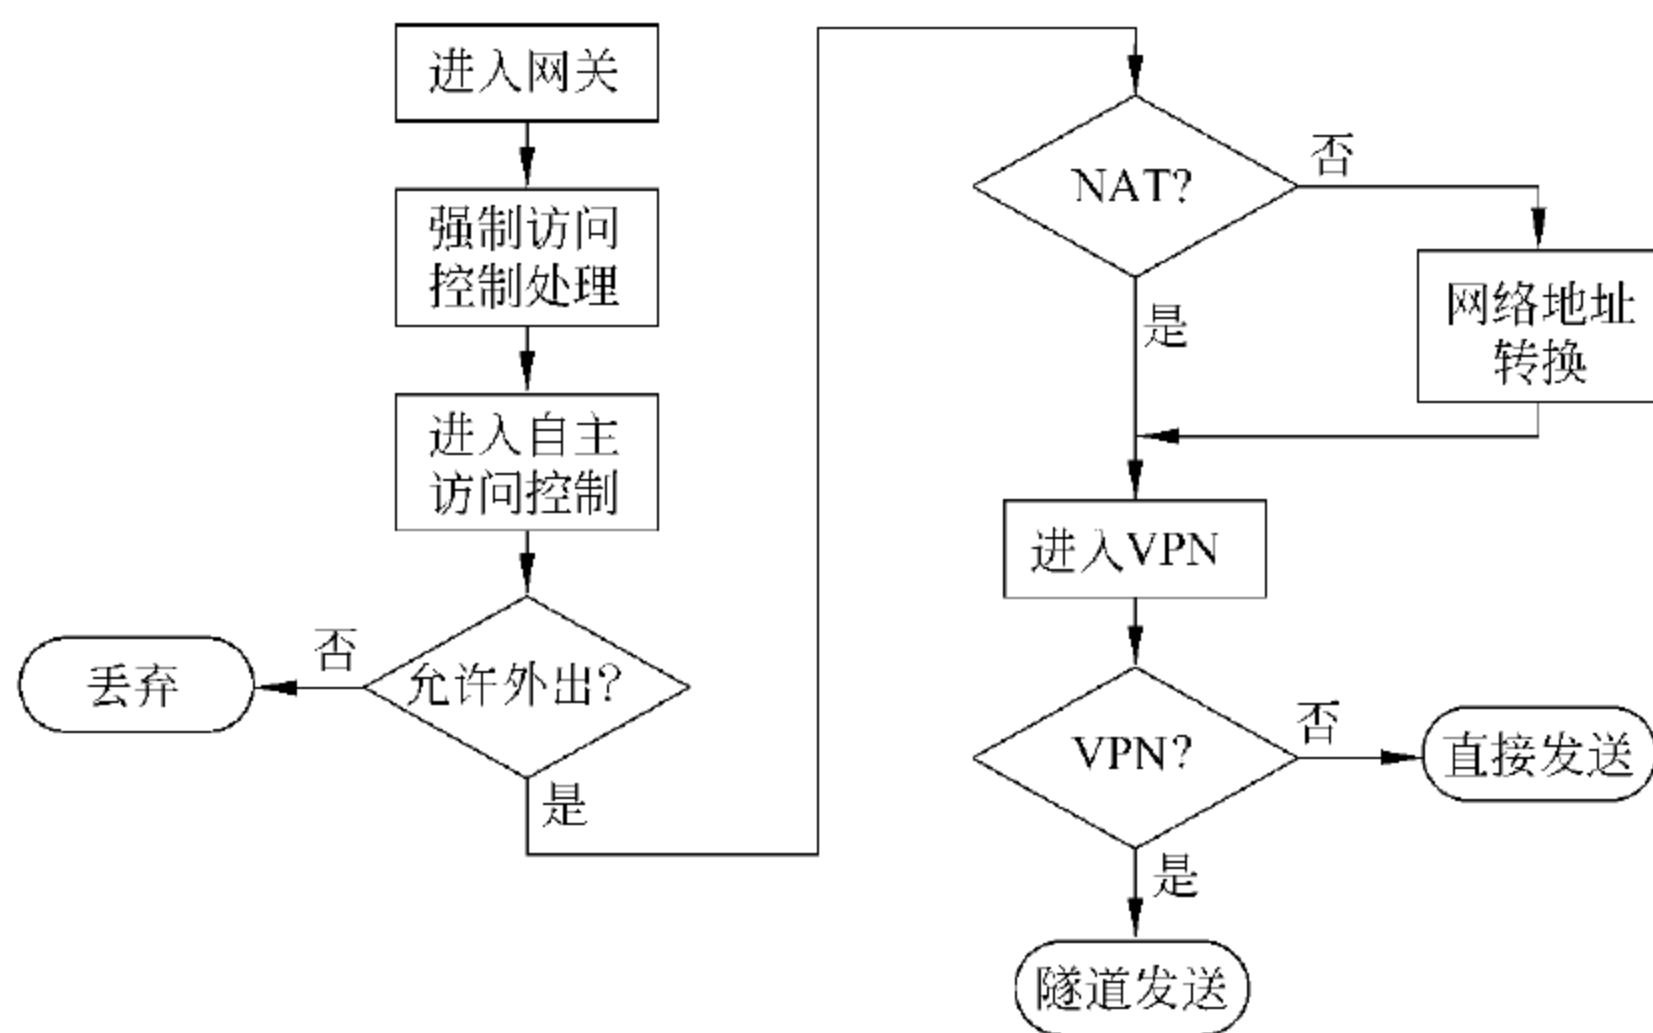 进入网关
强制访问
控制处理
进入自主
访问控制
允许外出?
否
丢弃
是
NAT?
否
网络地址
转换
是
进入VPN
VPN?
否
直接发送
是
隧道发送